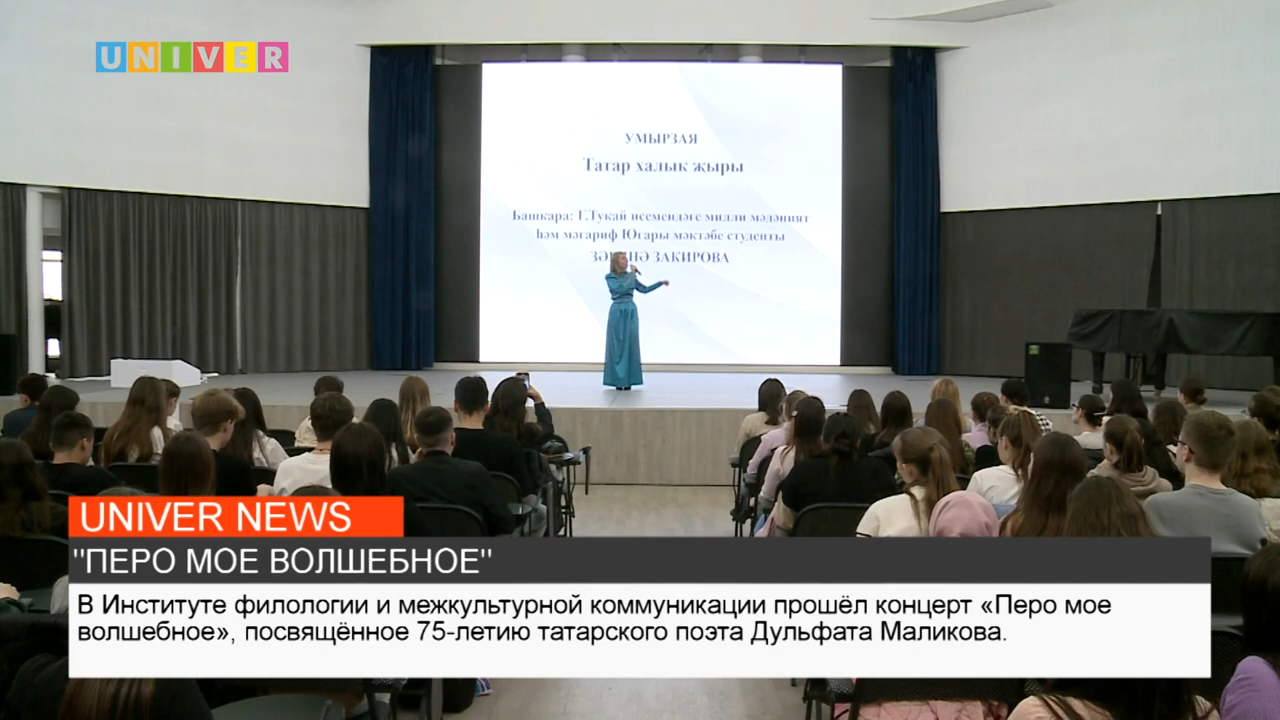 UNIVER
УМЫРЗАЯ
Татар халык җыры
Башкара: Г.Тукай исемендәге милли мәдәният
һәм мәгариф Югары мәктәбе студенты
ЗАКИРОВА
UNIVER NEWS
"ПЕРО МОЕ ВОЛШЕБНОЕ"
В Институте филологии и межкультурной коммуникации прошёл концерт «Перо мое
волшебное», посвящённое 75-летию татарского поэта Дульфата Маликова.